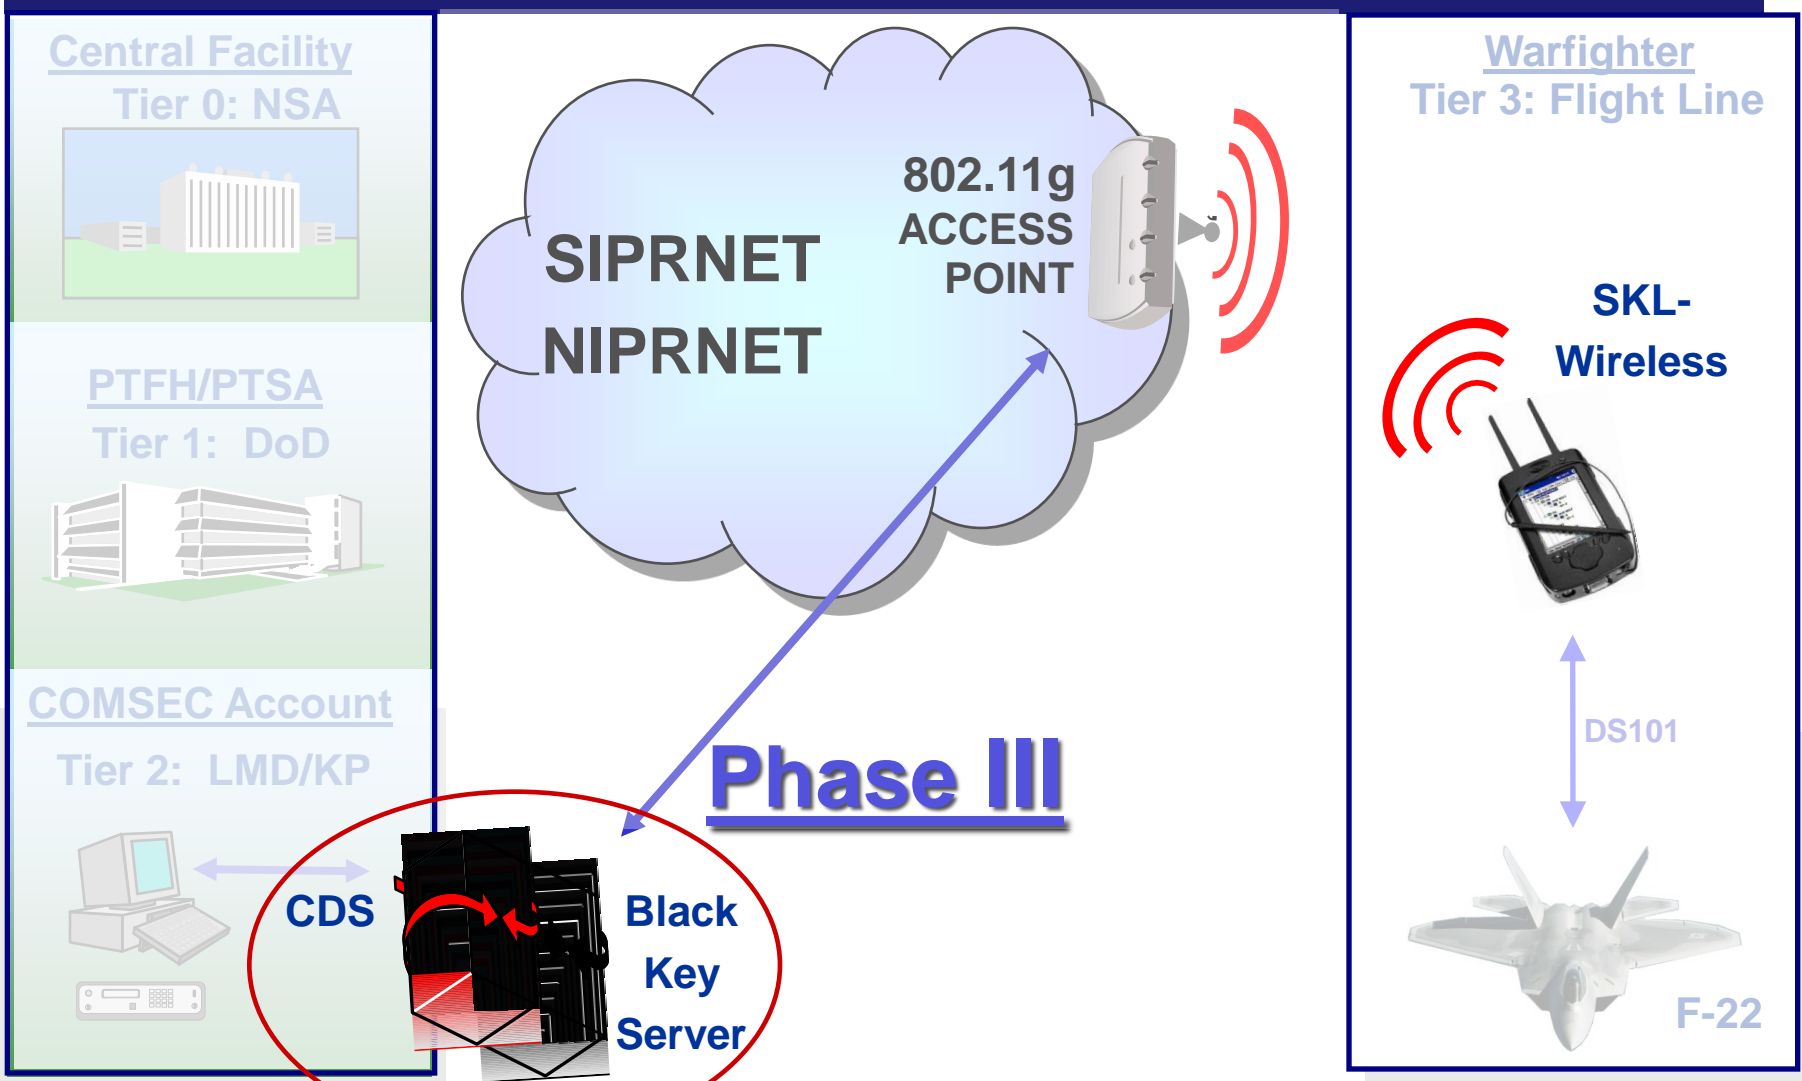 Central Facility
Tier 0: NSA
PTFH/PTSA
Tier 1: DoD
COMSEC Account
Tier 2: LMD/KP
CDS
Black
Key
Server
SIPRNET
NIPRNET
802.11g
ACCESS
POINT
Phase III
Warfighter
Tier 3: Flight Line
SKL-
Wireless
DS101
F-22